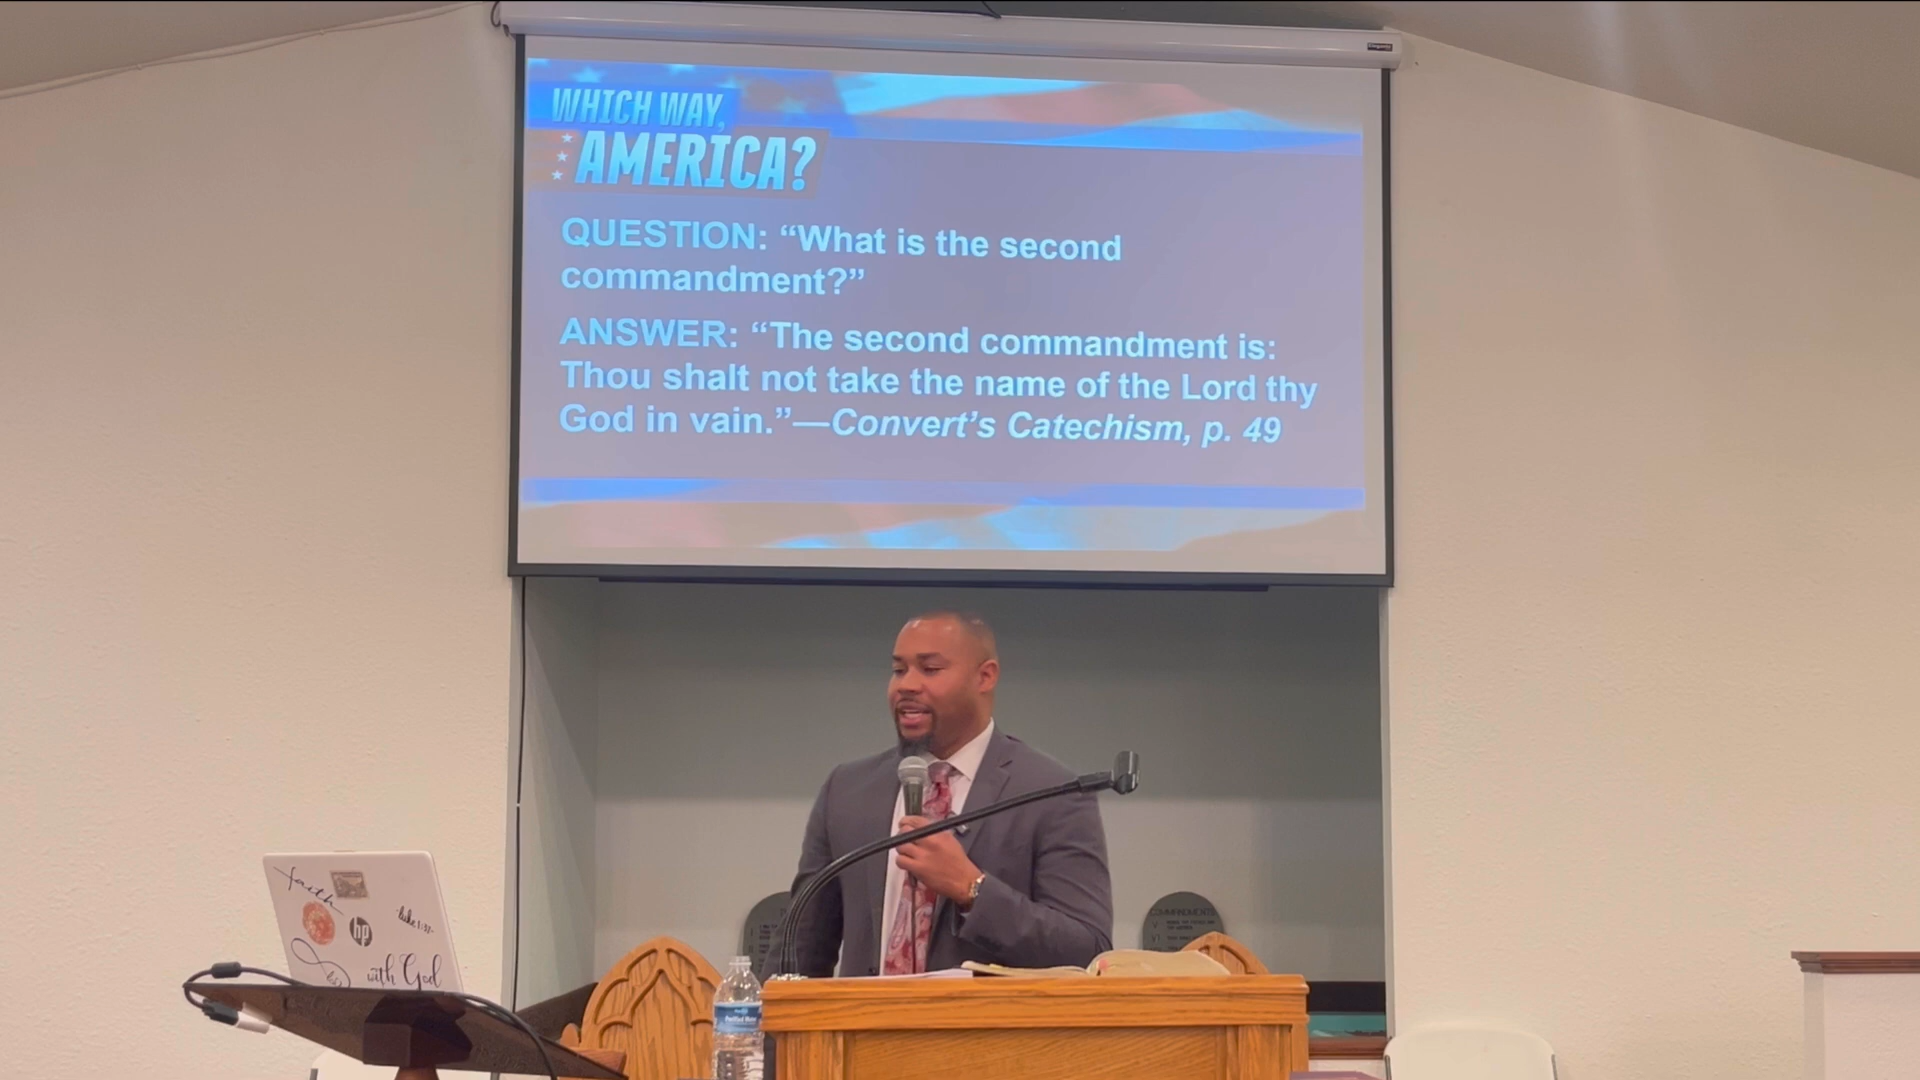 WHICH WAY,
AMERICA?
QUESTION: “What is the second
commandment?”
ANSWER: “The second commandment is:
Thou shalt not take the name of the Lord thy
God in vain.”—Convert’s Catechism, p. 49
faith
hp
with God
COMMANDMENTS